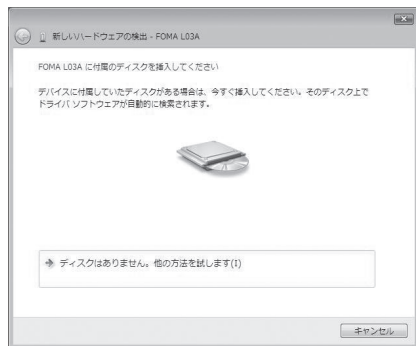 新しいハードウェアの検出 - FOMA L03A
FOMA L03A に付属のディスクを挿入してください
デバイスに付属していたディスクがある場合は、今すぐ挿入してください。そのディスク上で
ドライバ ソフトウェアが自動的に検索されます。
ディスクはありません。他の方法を試します(I)
キャンセル